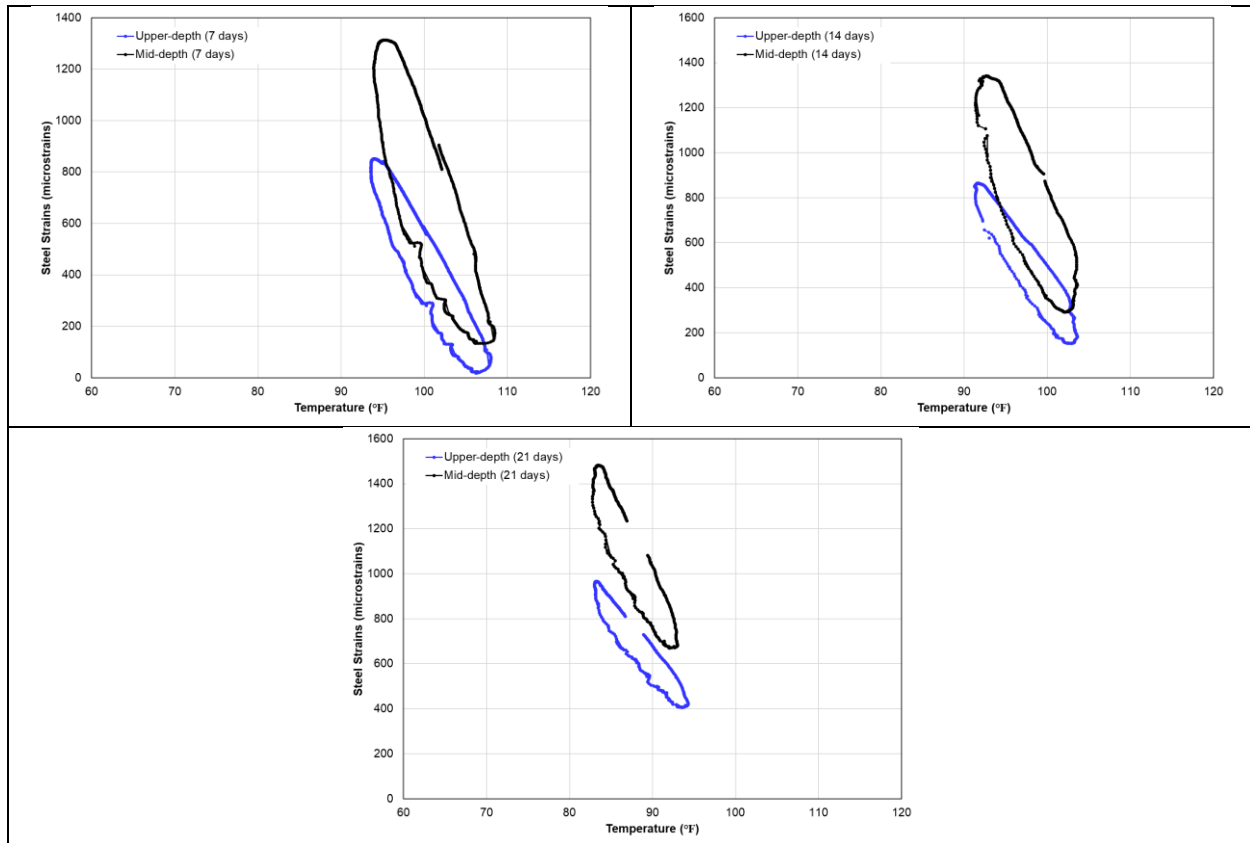 1400
1200
1000
800
600
400
200
0
Steel Strains (microstrains)
Upper-depth (7 days)
Mid-depth (7 days)
60 70 80 90 100 110 120
Temperature (°F)
1600
1400
1200
1000
800
600
400
200
0
Steel Strains (microstrains)
Upper-depth (14 days)
Mid-depth (14 days)
60 70 80 90 100 110 120
Temperature (°F)
1600
1400
1200
1000
800
600
400
200
0
Steel Strains (microstrains)
Upper-depth (21 days)
Mid-depth (21 days)
60 70 80 90 100 110 120
Temperature (°F)